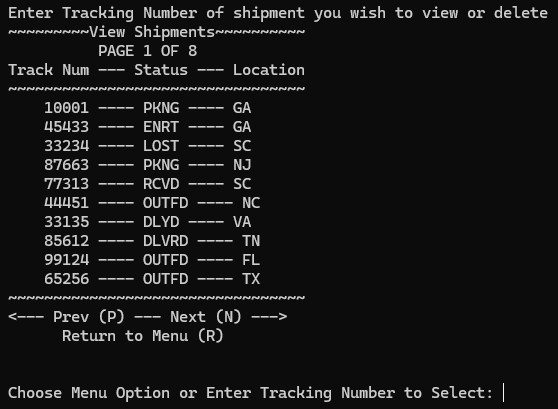 Enter Tracking Number of shipment you wish to view or delete
~~~~~~~~~View Shipments~~~~~~~~~~
PAGE 1 OF 8
Track Num --- Status --- Location
~~~~~~~~~~~~~~~~~~~~~~~~~~~~~~~~~
10001 ---- PKNG ---- GA
45433 ---- ENRT ---- GA
33234 ---- LOST ---- SC
87663 ---- PKNG ---- NJ
77313 ---- RCVD ---- SC
44451 ---- OUTFD ---- NC
33135 ---- DLYD ---- VA
85612 ---- DLVRD ---- TN
99124 ---- OUTFD ---- FL
65256 ---- OUTFD ---- TX
~~~~~~~~~~~~~~~~~~~~~~~~~~~~~~~~~
<--- Prev (P) --- Next (N) --->
Return to Menu (R)
Choose Menu Option or Enter Tracking Number to Select: